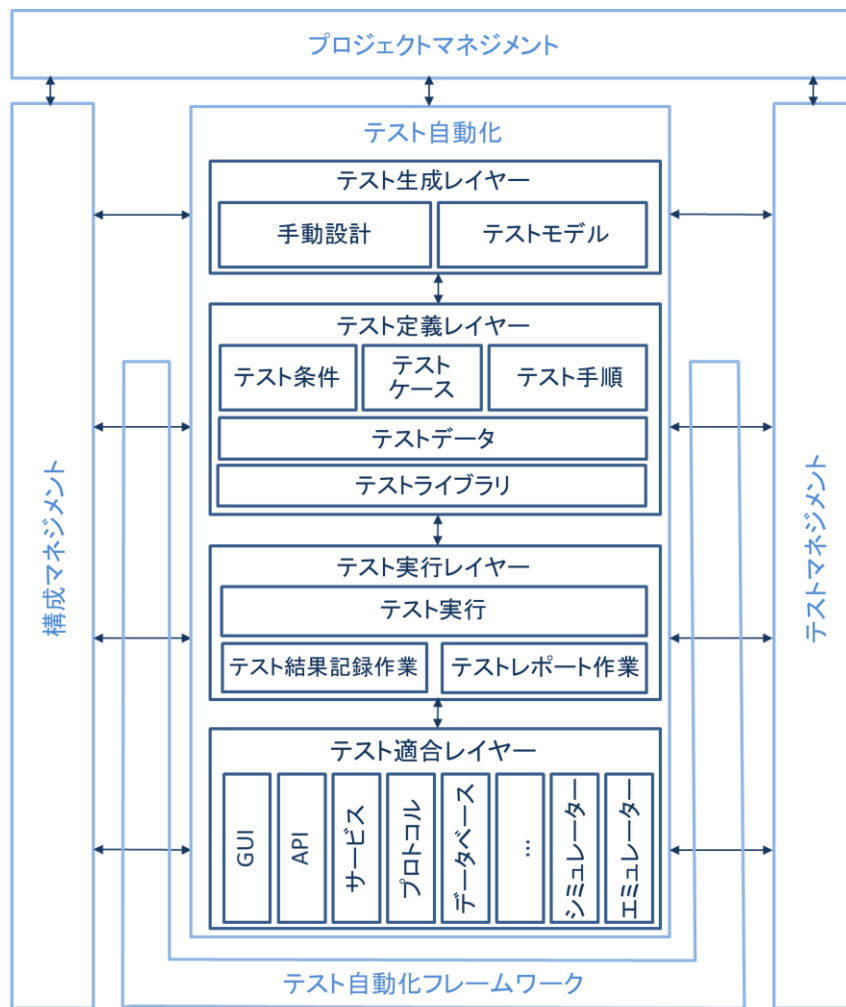 プロジェクトマネジメント
テスト自動化
テスト生成レイヤー
手動設計
テストモデル
テスト定義レイヤー
テスト条件
テスト
ケース
テスト手順
テストデータ
テストライブラリ
テスト実行レイヤー
テスト実行
テスト結果記録作業
テストレポート作業
テスト適合レイヤー
GUI
API
サービス
プロトコル
データベース
…
シミュレーター
エミュレーター
構成マネジメント
テストマネジメント
テスト自動化フレームワーク